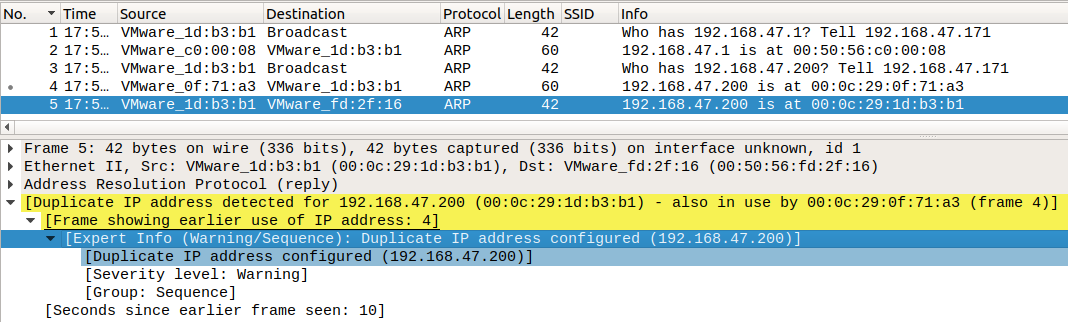 No. Time Source Destination Protocol Length SSID Info
1 17:5... VMware_1d:b3:b1 Broadcast ARP 42 Who has 192.168.47.1? Tell 192.168.47.171
2 17:5... VMware_c0:00:08 VMware_1d:b3:b1 ARP 60 192.168.47.1 is at 00:50:56:c0:00:08
3 17:5... VMware_1d:b3:b1 Broadcast ARP 42 Who has 192.168.47.200? Tell 192.168.47.171
4 17:5... VMware_0f:71:a3 VMware_1d:b3:b1 ARP 60 192.168.47.200 is at 00:0c:29:0f:71:a3
5 17:5... VMware_1d:b3:b1 VMware_fd:2f:16 ARP 42 192.168.47.200 is at 00:0c:29:1d:b3:b1
Frame 5: 42 bytes on wire (336 bits), 42 bytes captured (336 bits) on interface unknown, id 1
Ethernet II, Src: VMware_1d:b3:b1 (00:0c:29:1d:b3:b1), Dst: VMware_fd:2f:16 (00:50:56:fd:2f:16)
Address Resolution Protocol (reply)
[Duplicate IP address detected for 192.168.47.200 (00:0c:29:1d:b3:b1) - also in use by 00:0c:29:0f:71:a3 (frame 4)]
[Frame showing earlier use of IP address: 4]
[Expert Info (Warning/Sequence): Duplicate IP address configured (192.168.47.200)]
[Duplicate IP address configured (192.168.47.200)]
[Severity level: Warning]
[Group: Sequence]
[Seconds since earlier frame seen: 10]